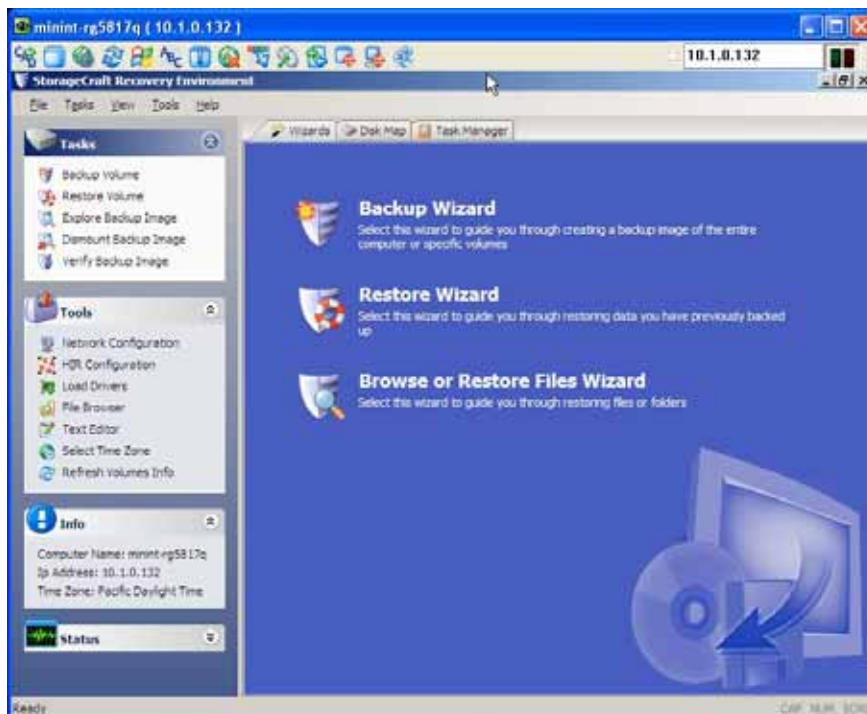 minint-rg5817q ( 10.1.0.132 )
10.1.0.132
StorageCraft Recovery Environment
File Tasks View Tools Help
Wizards Disk Map Task Manager
Tasks
Backup Volume
Restore Volume
Explore Backup Image
Dismount Backup Image
Verify Backup Image
Tools
Network Configuration
HIR Configuration
Load Drivers
File Browser
Text Editor
Select Time Zone
Refresh Volumes Info
Info
Computer Name: minint-rg5817q
Ip Address: 10.1.0.132
Time Zone: Pacific Daylight Time
Status
Backup Wizard
Select this wizard to guide you through creating a backup image of the entire
computer or specific volumes
Restore Wizard
Select this wizard to guide you through restoring data you have previously backed
up
Browse or Restore Files Wizard
Select this wizard to guide you through restoring files or folders
Ready
CAP NUM SCRL